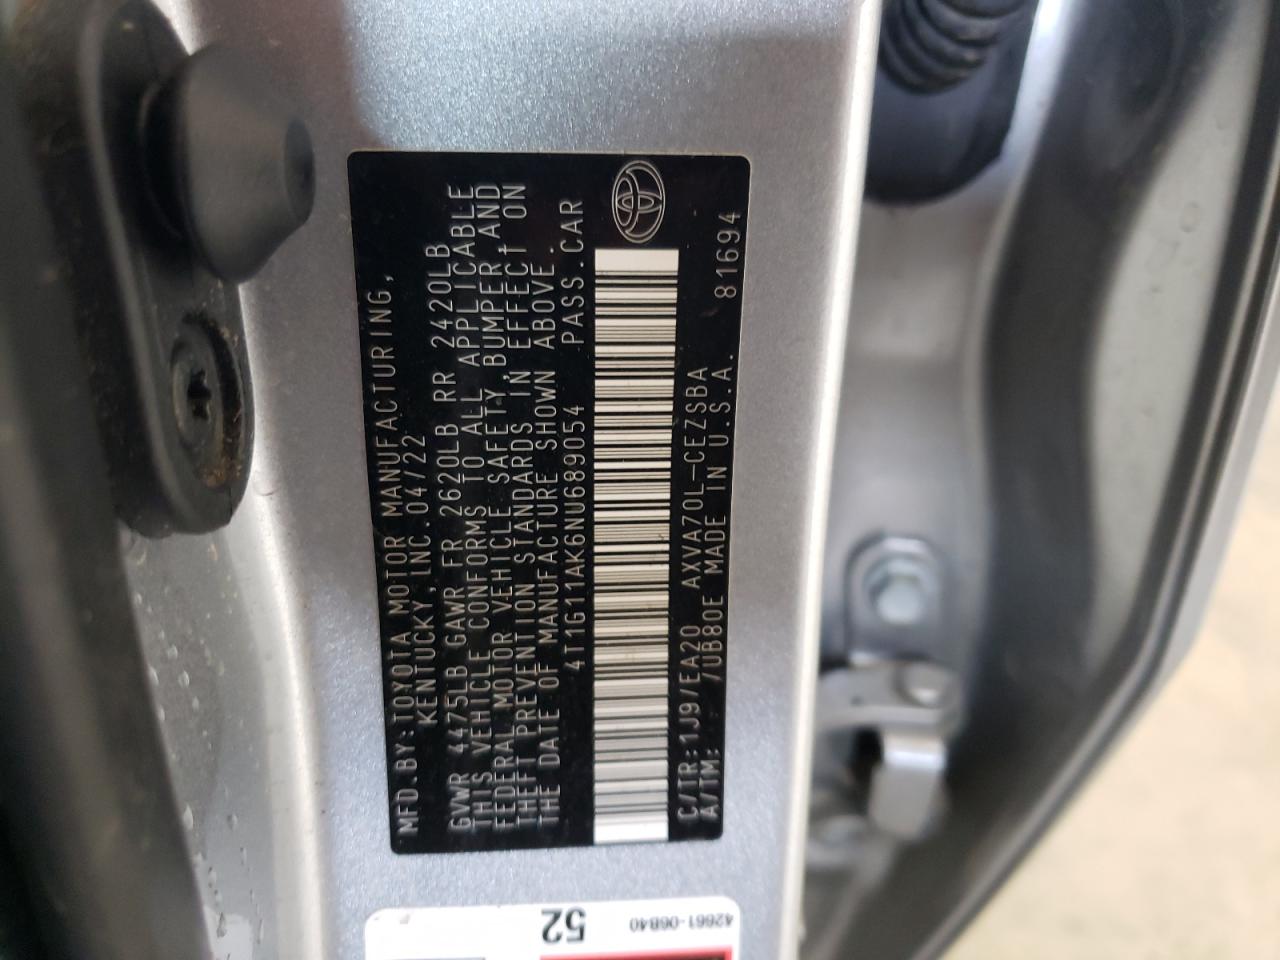 MFD.BY:TOYOTA MOTOR MANUFACTURING,
KENTUCKY, INC.04/22
GVWR 4475LB GAWR FR 2620LB RR 2420LB
THIS VEHICLE CONFORMS TO ALL APPLICABLE
FEDERAL MOTOR VEHICLE SAFETY,BUMPER,AND
THEFT PREVENTION STANDARDS IN EFFECT ON
THE DATE OF MANUFACTURE SHOWN ABOVE.
4T1G11AK6NU689054 PASS.CAR
C/TR:1J9/EA20 AXVA70L-CEZSBA
A/TM: /UB80E MADE IN U.S.A. 81694
52
42661-06B40